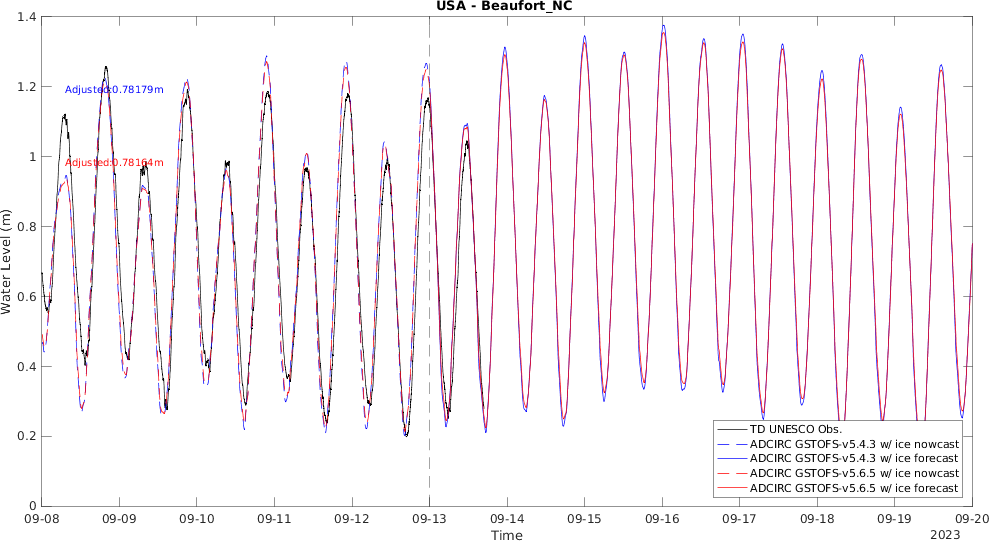 USA - Beaufort_NC
1.4
1.2
1
0.8
0.6
0.4
0.2
0
Water Level (m)
Adjusted:0.78179m
Adjusted:0.78164m
TD UNESCO Obs.
ADCIRC GSTOFS-v5.4.3 w/ ice nowcast
ADCIRC GSTOFS-v5.4.3 w/ ice forecast
ADCIRC GSTOFS-v5.6.5 w/ ice nowcast
ADCIRC GSTOFS-v5.6.5 w/ ice forecast
09-08 09-09 09-10 09-11 09-12 09-13 09-14 09-15 09-16 09-17 09-18 09-19 09-20
Time
2023